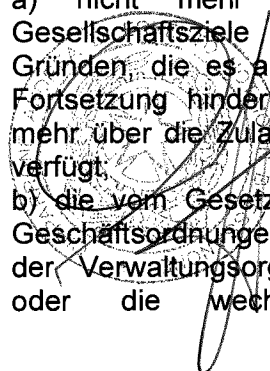 a) nicht mehr
Gesellschaftsziele
Gründen, die es a
Fortsetzung hinder
mehr über die Zula
verfügt,
b) die vom Gesetz
Geschäftsordnunge
der Verwaltungsorg
oder die wech